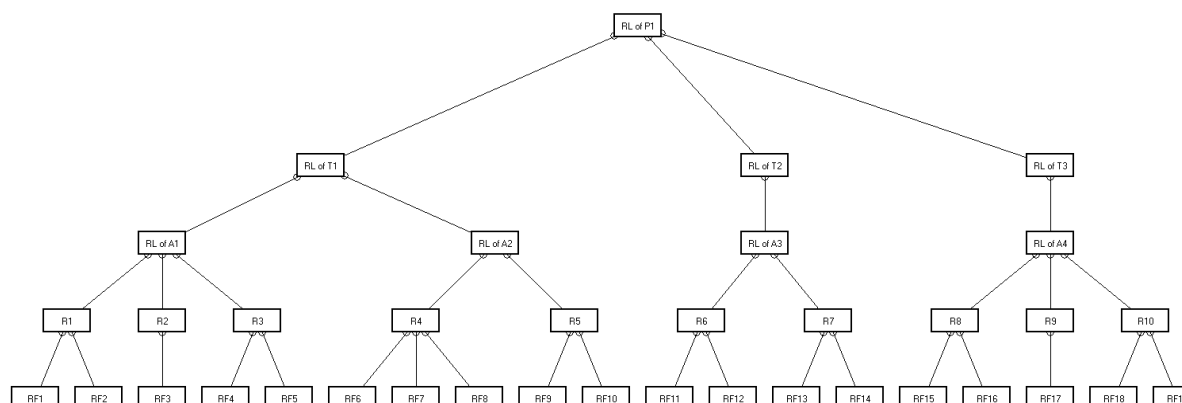 RL of P1
RL of T1 RL of T2 RL of T3
RL of A1 RL of A2 RL of A3 RL of A4
R1 R2 R3 R4 R5 R6 R7 R8 R9 R10
RF1 RF2 RF3 RF4 RF5 RF6 RF7 RF8 RF9 RF10 RF11 RF12 RF13 RF14 RF15 RF16 RF17 RF18